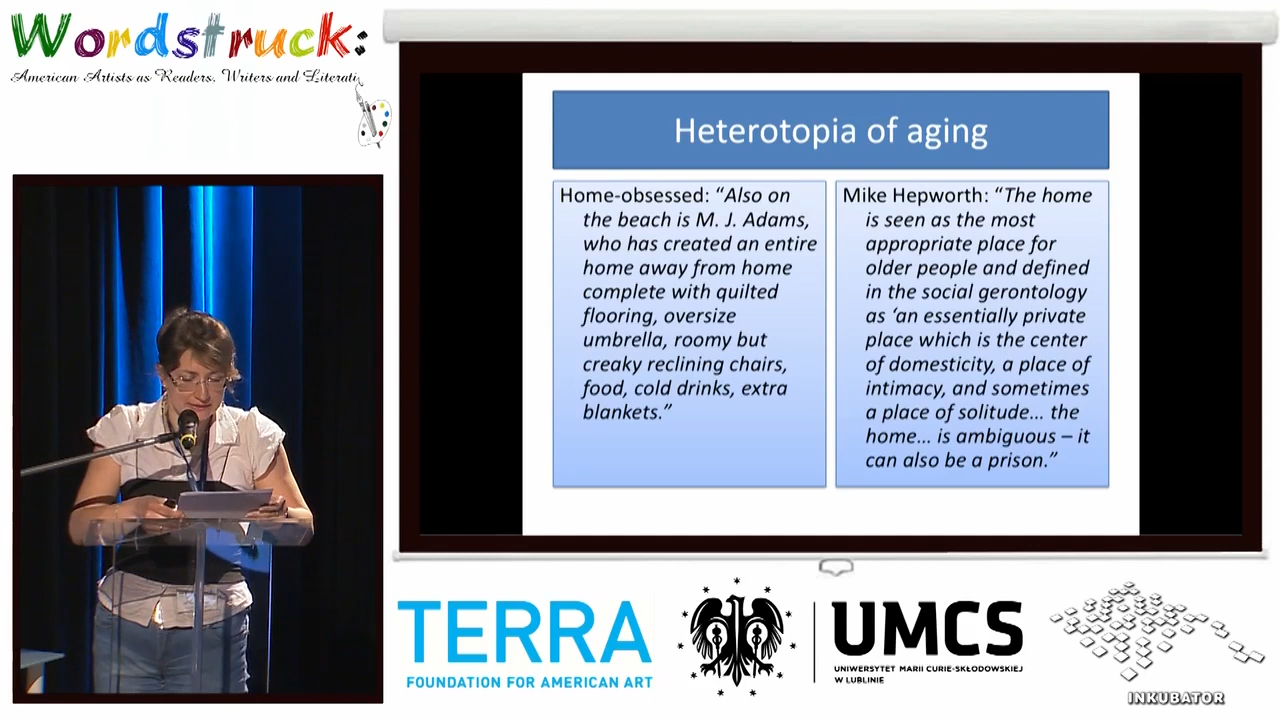 Wordstruck:
American Artists as Readers, Writers and Literati
Heterotopia of aging
Home-obsessed: “Also on
the beach is M. J. Adams,
who has created an entire
home away from home
complete with quilted
flooring, oversize
umbrella, roomy but
creaky reclining chairs,
food, cold drinks, extra
blankets.”
Mike Hepworth: “The home
is seen as the most
appropriate place for
older people and defined
in the social gerontology
as ‘an essentially private
place which is the center
of domesticity, a place of
intimacy, and sometimes
a place of solitude… the
home… is ambiguous – it
can also be a prison.”
TERRA
FOUNDATION FOR AMERICAN ART
UMCS
UNIWERSYTET MARII CURIE-SKŁODOWSKIEJ
W LUBLINIE
INKUBATOR